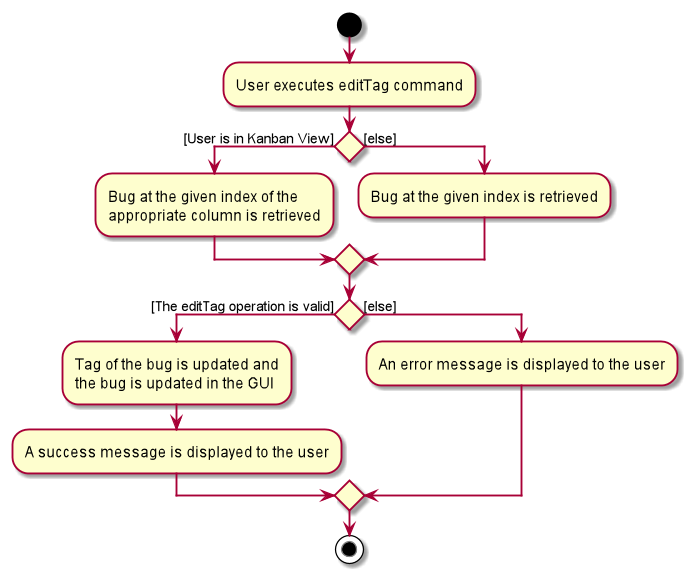 User executes editTag command
[User is in Kanban View]
[else]
Bug at the given index of the
appropriate column is retrieved
Bug at the given index is retrieved
[The editTag operation is valid]
[else]
Tag of the bug is updated and
the bug is updated in the GUI
An error message is displayed to the user
A success message is displayed to the user